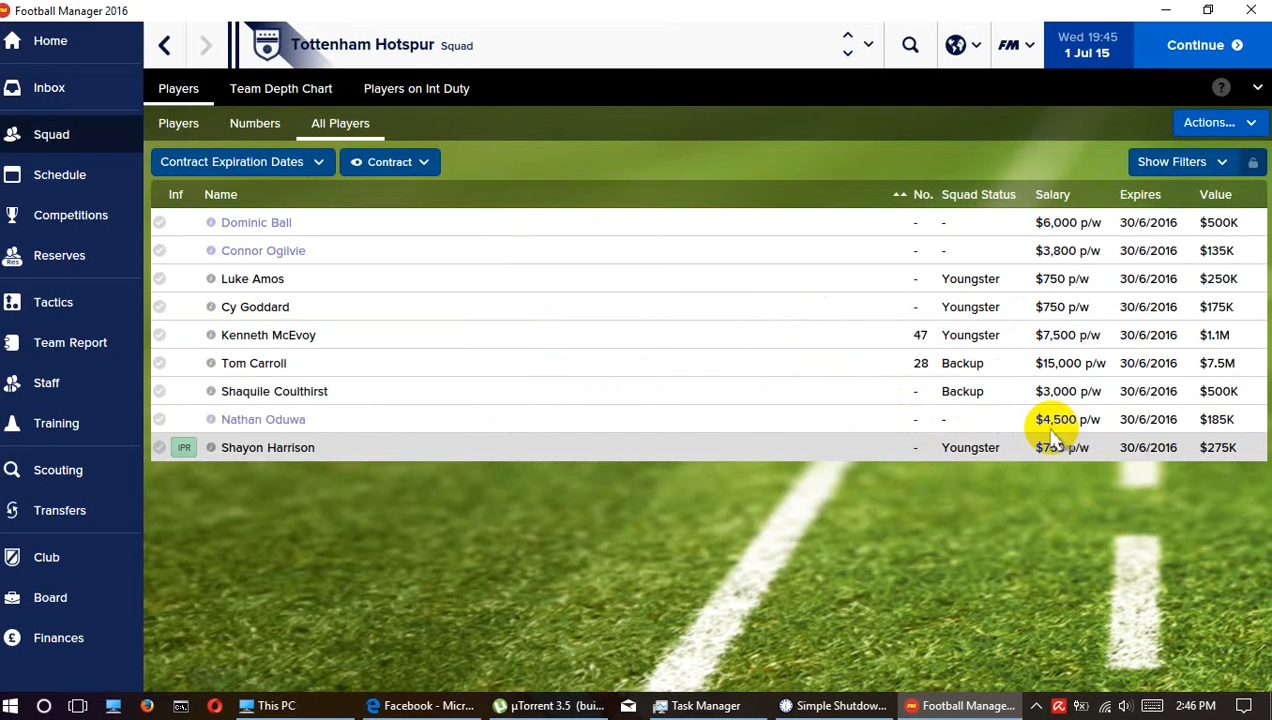 Football Manager 2016
Home
Tottenham Hotspur Squad
FM
Wed 19:45
1 Jul 15
Continue
Inbox
Players Team Depth Chart Players on Int Duty
?
Squad
Players Numbers All Players
Actions...
Schedule
Contract Expiration Dates Contract Show Filters
Competitions
Inf Name No. Squad Status Salary Expires Value
Dominic Ball - - $6,000 p/w 30/6/2016 $500K
Reserves
Res
Connor Ogilvie - - $3,800 p/w 30/6/2016 $135K
Luke Amos - Youngster $750 p/w 30/6/2016 $250K
Tactics
Cy Goddard - Youngster $750 p/w 30/6/2016 $175K
Team Report
Kenneth McEvoy 47 Youngster $7,500 p/w 30/6/2016 $1.1M
Staff
Tom Carroll 28 Backup $15,000 p/w 30/6/2016 $7.5M
Shaquile Coulthirst - Backup $3,000 p/w 30/6/2016 $500K
Training
Nathan Oduwa - - $4,500 p/w 30/6/2016 $185K
IPR Shayon Harrison - Youngster p/w 30/6/2016 $275K
Scouting
Transfers
Club
Board
£ Finances
This PC Facebook - Micr... µTorrent 3.5 (bui... Task Manager Simple Shutdow... Football Manage... 2:46 PM